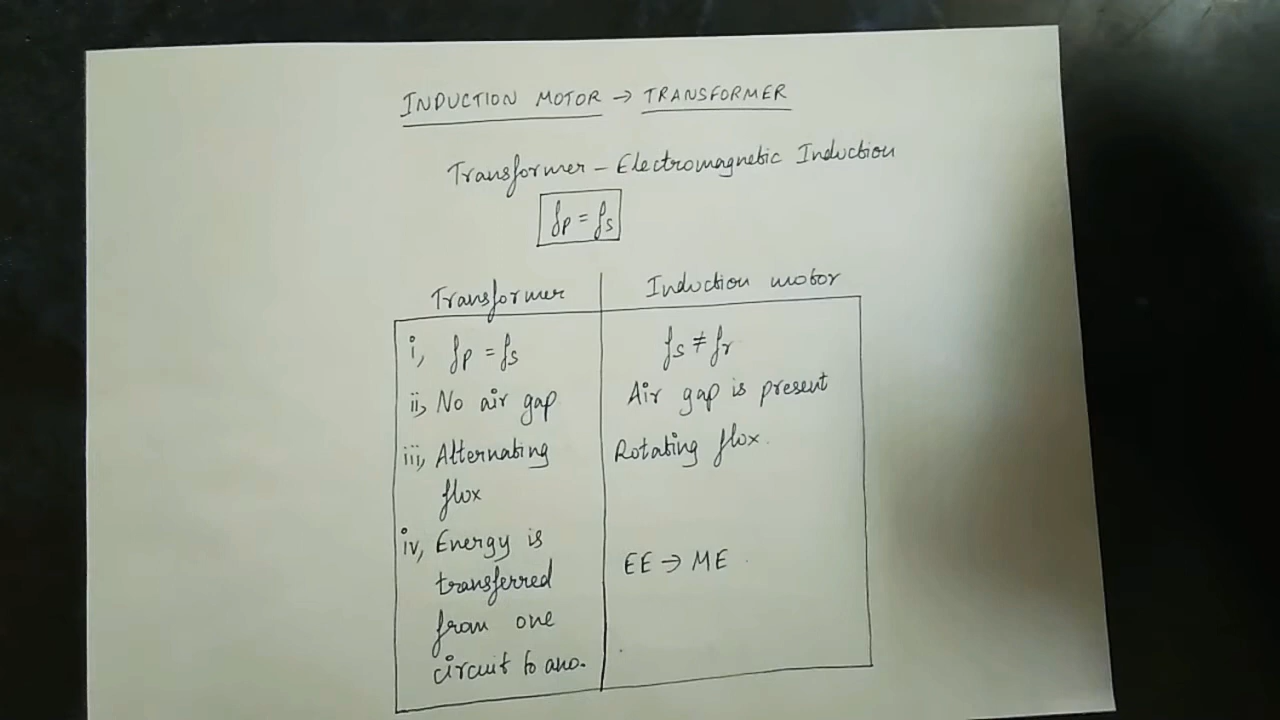 INDUCTION MOTOR → TRANSFORMER
Transformer - Electromagnetic Induction
fp = fs
Transformer
Induction motor
i, fp = fs
fs ≠ fr
ii, No air gap
Air gap is present
iii, Alternating
flux
Rotating flux.
iv, Energy is
transferred
from one
circuit to ano.
EE → ME